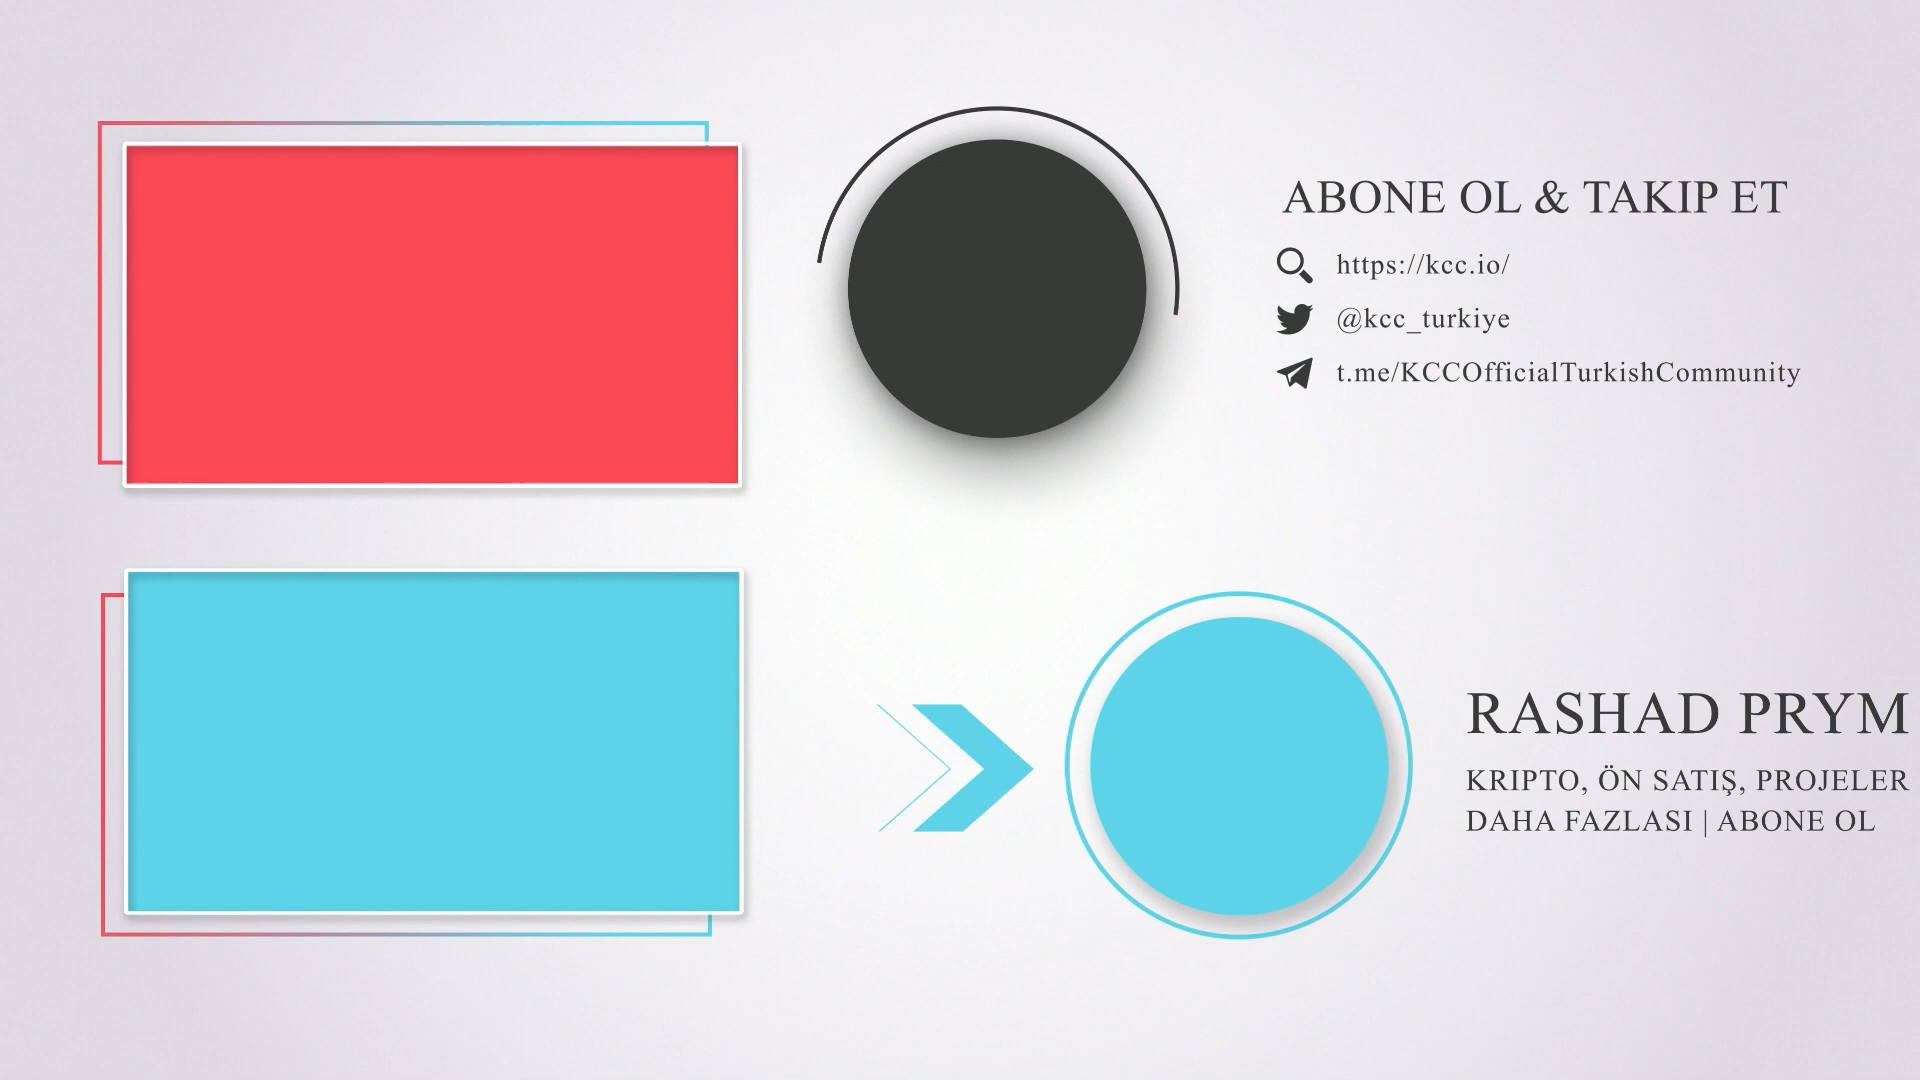 ABONE OL & TAKIP ET
https://kcc.io/
@kcc_turkiye
t.me/KCCOfficialTurkishCommunity
RASHAD PRYM
KRIPTO, ÖN SATIŞ, PROJELER
DAHA FAZLASI | ABONE OL